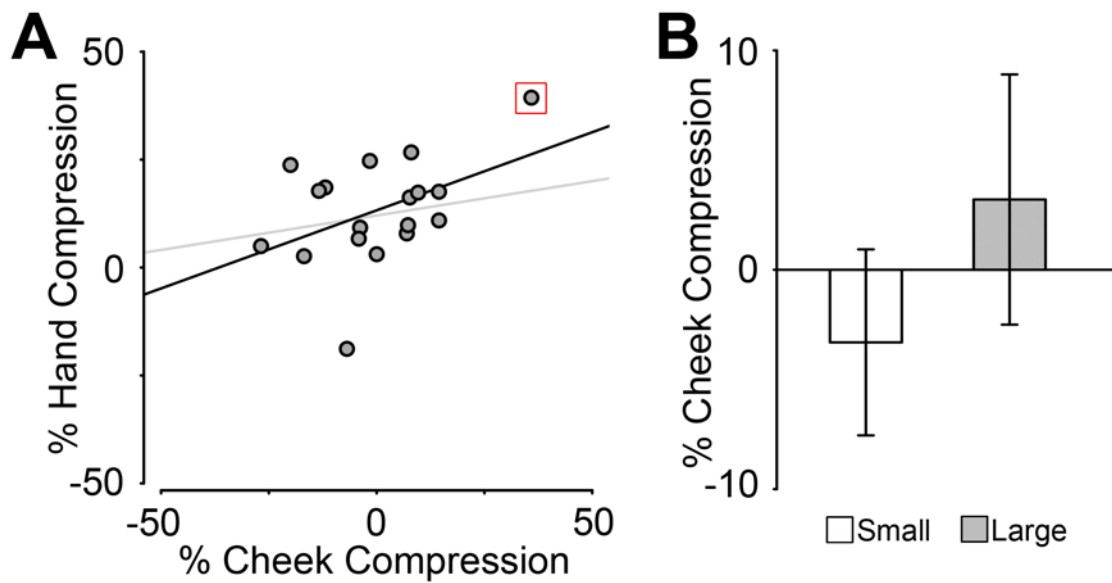 A
50
0
-50
% Hand Compression
-50
0
50
% Cheek Compression
B
10
0
-10
% Cheek Compression
Small
Large